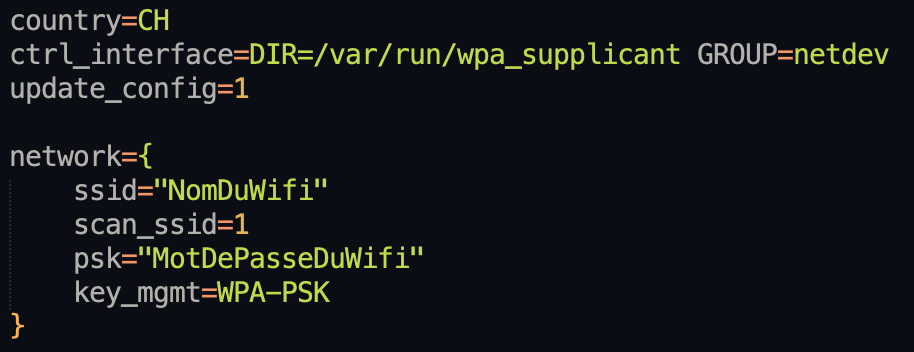 country=CH
ctrl_interface=DIR=/var/run/wpa_supplicant GROUP=netdev
update_config=1

network={
    ssid="NomDuWifi"
    scan_ssid=1
    psk="MotDePasseDuWifi"
    key_mgmt=WPA-PSK
}